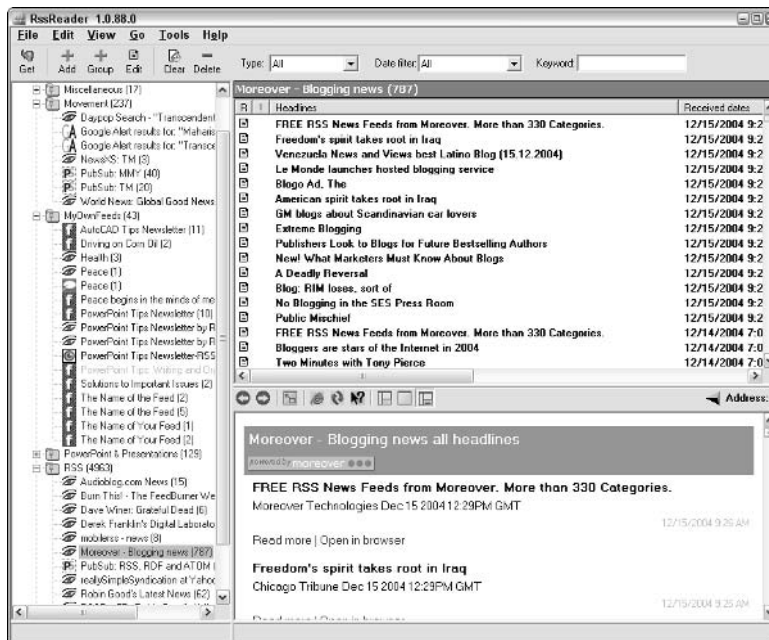 RssReader 1.0.88.0
File Edit View Go Tools Help
Get Add Group Edit Clear Delete Type: All Date filter: All Keyword:
Miscellaneous (17)
Movement (237)
Daypop Search - "Transcendent
Google Alert results for: "Maharis
Google Alert results for: "Transce
NewsXS: TM (3)
PubSub: MMY (40)
PubSub: TM (20)
World News: Global Good News
MyOwnFeeds (43)
AutoCAD Tips Newsletter (11)
Driving on Corn Oil (2)
Health (3)
Peace (1)
Peace (1)
Peace begins in the minds of me
PowerPoint Tips Newsletter (10)
PowerPoint Tips Newsletter by R
PowerPoint Tips Newsletter by R
PowerPoint Tips Newsletter-RSS
PowerPoint Tips: Writing and
Solutions to Important Issues (2)
The Name of the Feed (2)
The Name of the Feed (5)
The Name of Your Feed (1)
The Name of Your Feed (2)
PowerPoint & Presentations (129)
RSS (4963)
Audioblog.com News (15)
Burn This! - The FeedBurner We
Dave Winer: Grateful Dead (6)
Derek Franklin's Digital Laborato
mobilerss - news (8)
Moreover - Blogging news (787)
PubSub: RSS, RDF and ATOM (
reallySimpleSyndication at Yahoo
Robin Good's Latest News (62)
Moreover - Blogging news (787)
R ! Headlines Received dates
FREE RSS News Feeds from Moreover. More than 330 Categories. 12/15/2004 9:2
Freedom's spirit takes root in Iraq 12/15/2004 9:2
Venezuela News and Views best Latino Blog (15.12.2004) 12/15/2004 9:2
Le Monde launches hosted blogging service 12/15/2004 9:2
Blogo Ad, The 12/15/2004 9:2
American spirit takes root in Iraq 12/15/2004 9:2
GM blogs about Scandinavian car lovers 12/15/2004 9:2
Extreme Blogging 12/15/2004 9:2
Publishers Look to Blogs for Future Bestselling Authors 12/15/2004 9:2
New! What Marketers Must Know About Blogs 12/15/2004 9:2
A Deadly Reversal 12/15/2004 9:2
Blog: RIM loses, sort of 12/15/2004 9:2
No Blogging in the SES Press Room 12/15/2004 9:2
Public Mischief 12/15/2004 9:2
FREE RSS News Feeds from Moreover. More than 330 Categories. 12/14/2004 7:0
Bloggers are stars of the Internet in 2004 12/14/2004 7:0
Two Minutes with Tony Pierce 12/14/2004 7:0
Address:
Moreover - Blogging news all headlines
powered by moreover
FREE RSS News Feeds from Moreover. More than 330 Categories.
Moreover Technologies Dec 15 2004 12:29PM GMT
12/15/2004 9:26 AM
Read more | Open in browser
Freedom's spirit takes root in Iraq
Chicago Tribune Dec 15 2004 12:29PM GMT
12/15/2004 9:26 AM
Read more | Open in browser